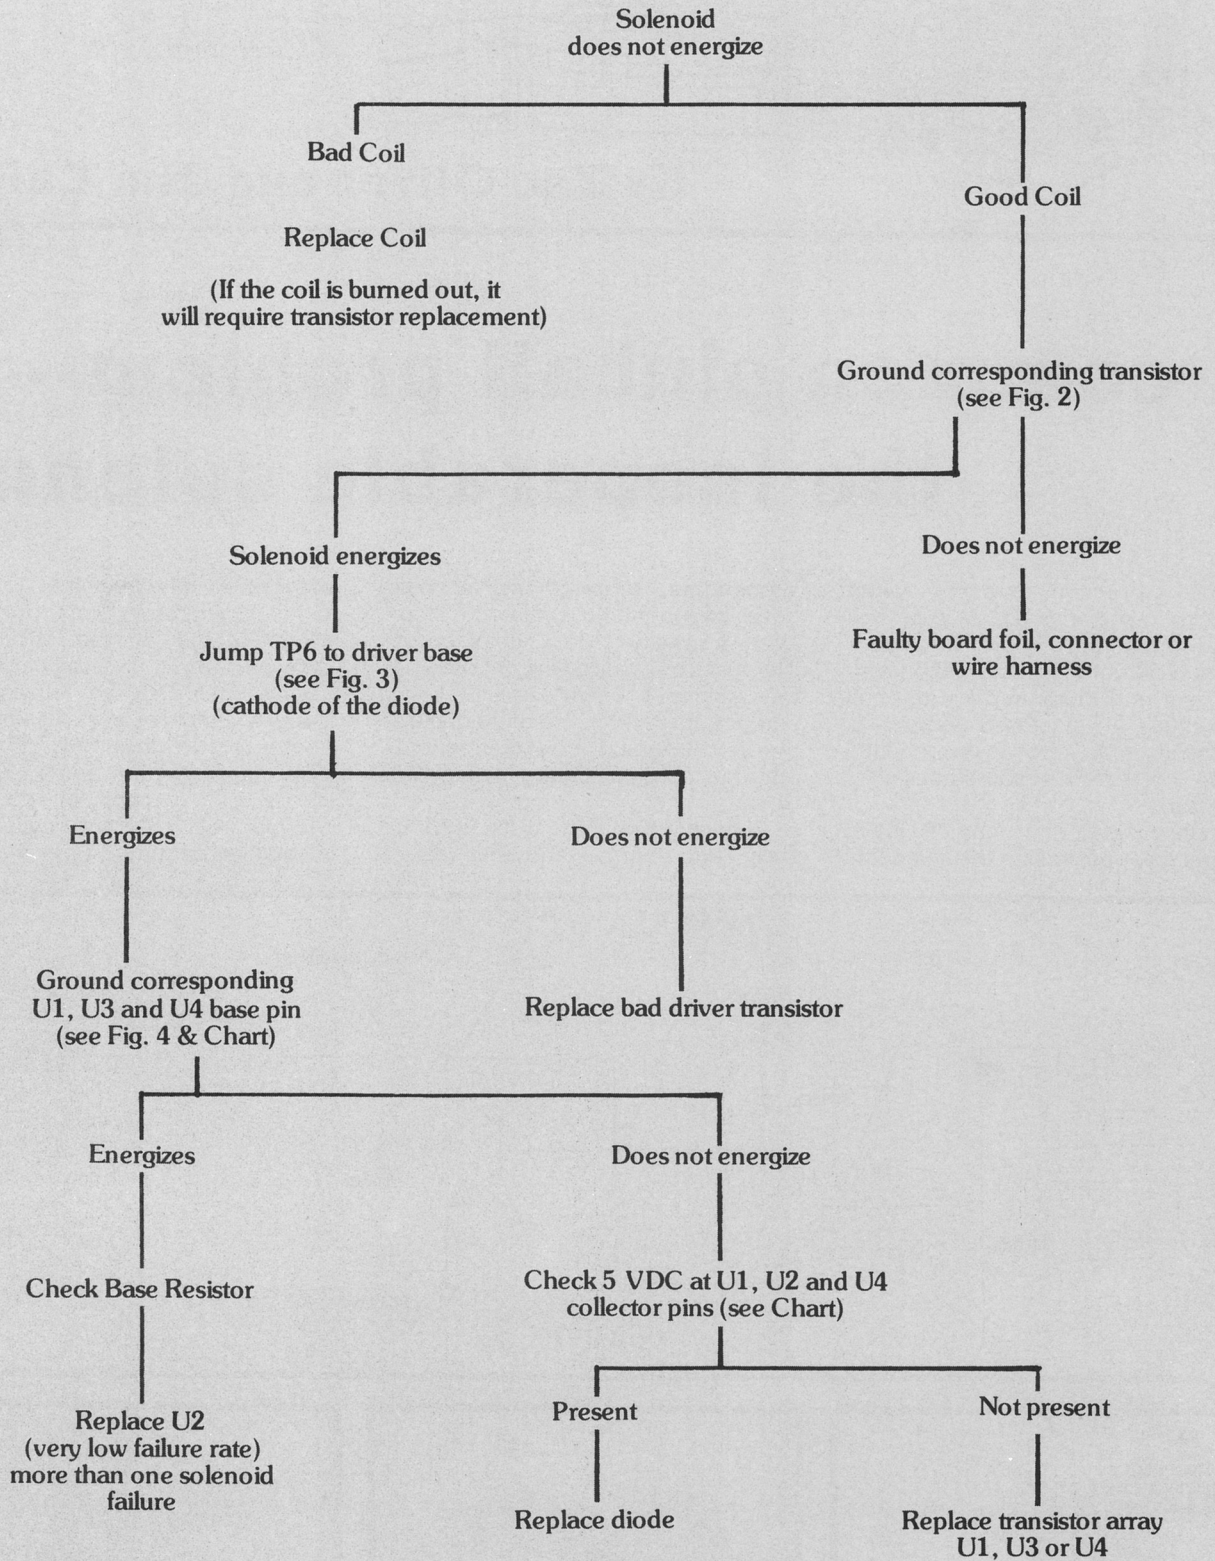 Solenoid
does not energize
Bad Coil
Good Coil
Replace Coil
(If the coil is burned out, it
will require transistor replacement)
Ground corresponding transistor
(see Fig. 2)
Solenoid energizes
Does not energize
Jump TP6 to driver base
(see Fig. 3)
(cathode of the diode)
Faulty board foil, connector or
wire harness
Energizes
Does not energize
Ground corresponding
U1, U3 and U4 base pin
(see Fig. 4 & Chart)
Replace bad driver transistor
Energizes
Does not energize
Check Base Resistor
Check 5 VDC at U1, U2 and U4
collector pins (see Chart)
Replace U2
(very low failure rate)
more than one solenoid
failure
Present
Not present
Replace diode
Replace transistor array
U1, U3 or U4